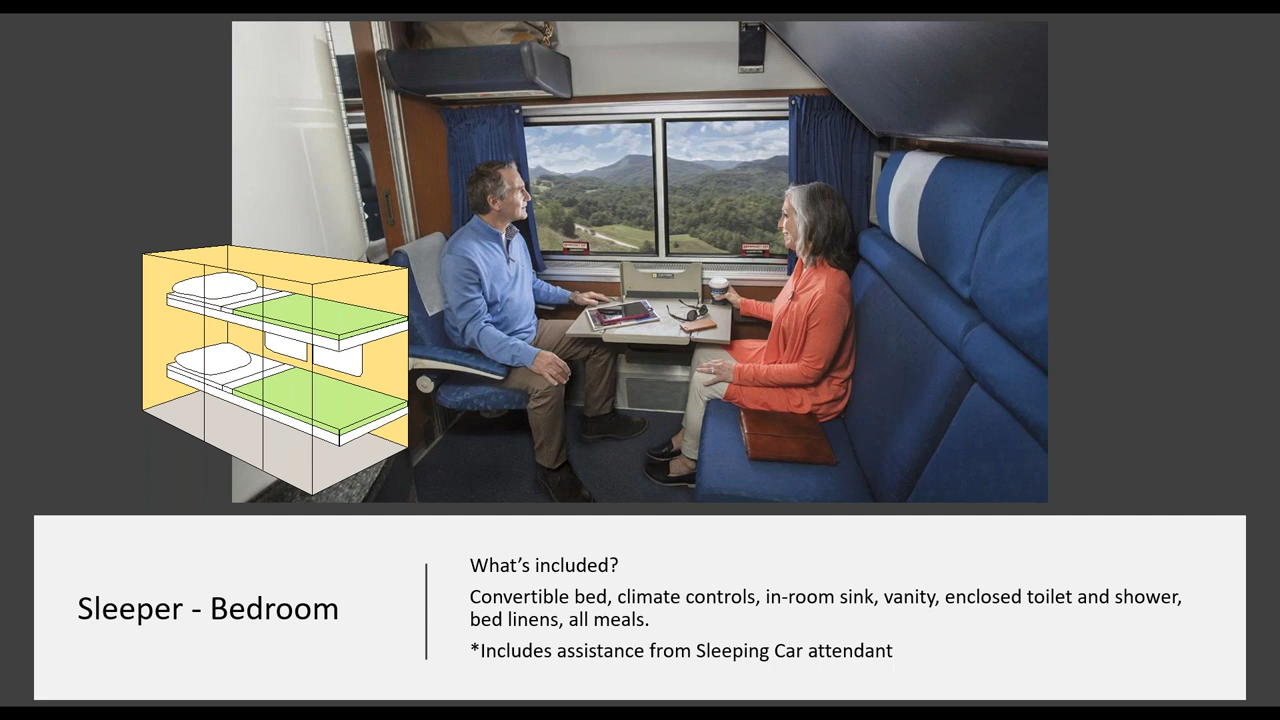 Sleeper - Bedroom
What's included?
Convertible bed, climate controls, in-room sink, vanity, enclosed toilet and shower,
bed linens, all meals.
*Includes assistance from Sleeping Car attendant